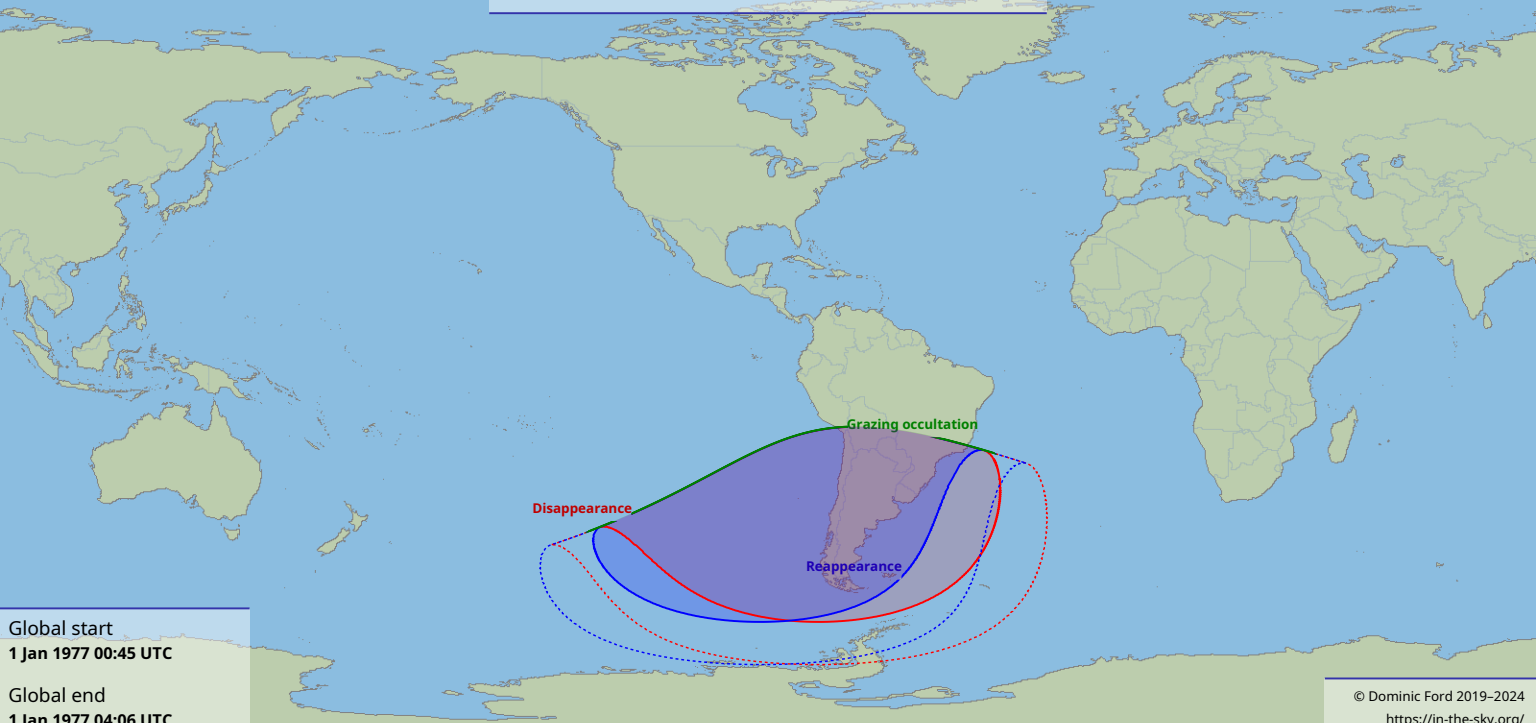 Grazing occultation
Disappearance
Reappearance
Global start
1 Jan 1977 00:45 UTC
Global end
1 Jan 1977 04:06 UTC
© Dominic Ford 2019–2024
https://in-the-sky.org/